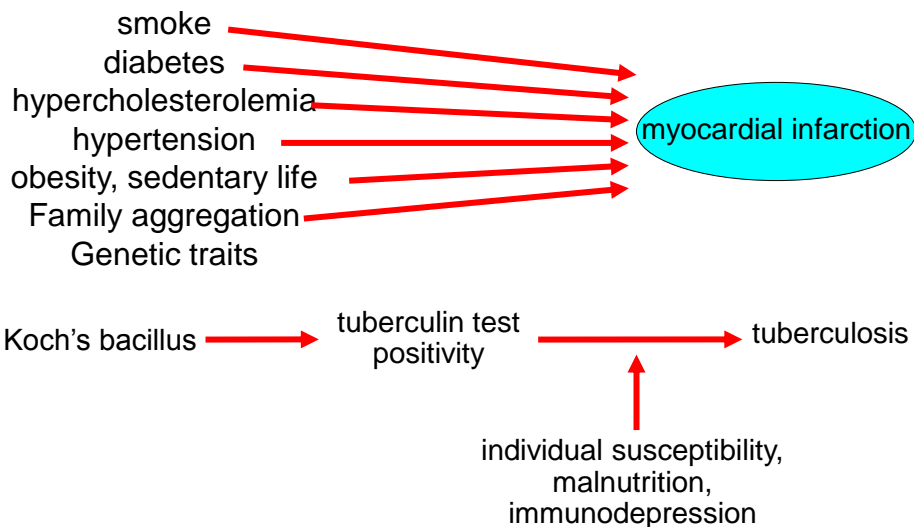 smoke
diabetes
hypercholesterolemia
hypertension
myocardial infarction
obesity, sedentary life
Family aggregation
Genetic traits
Koch's bacillus
tuberculin test
positivity
tuberculosis
individual susceptibility,
malnutrition,
immunodepression